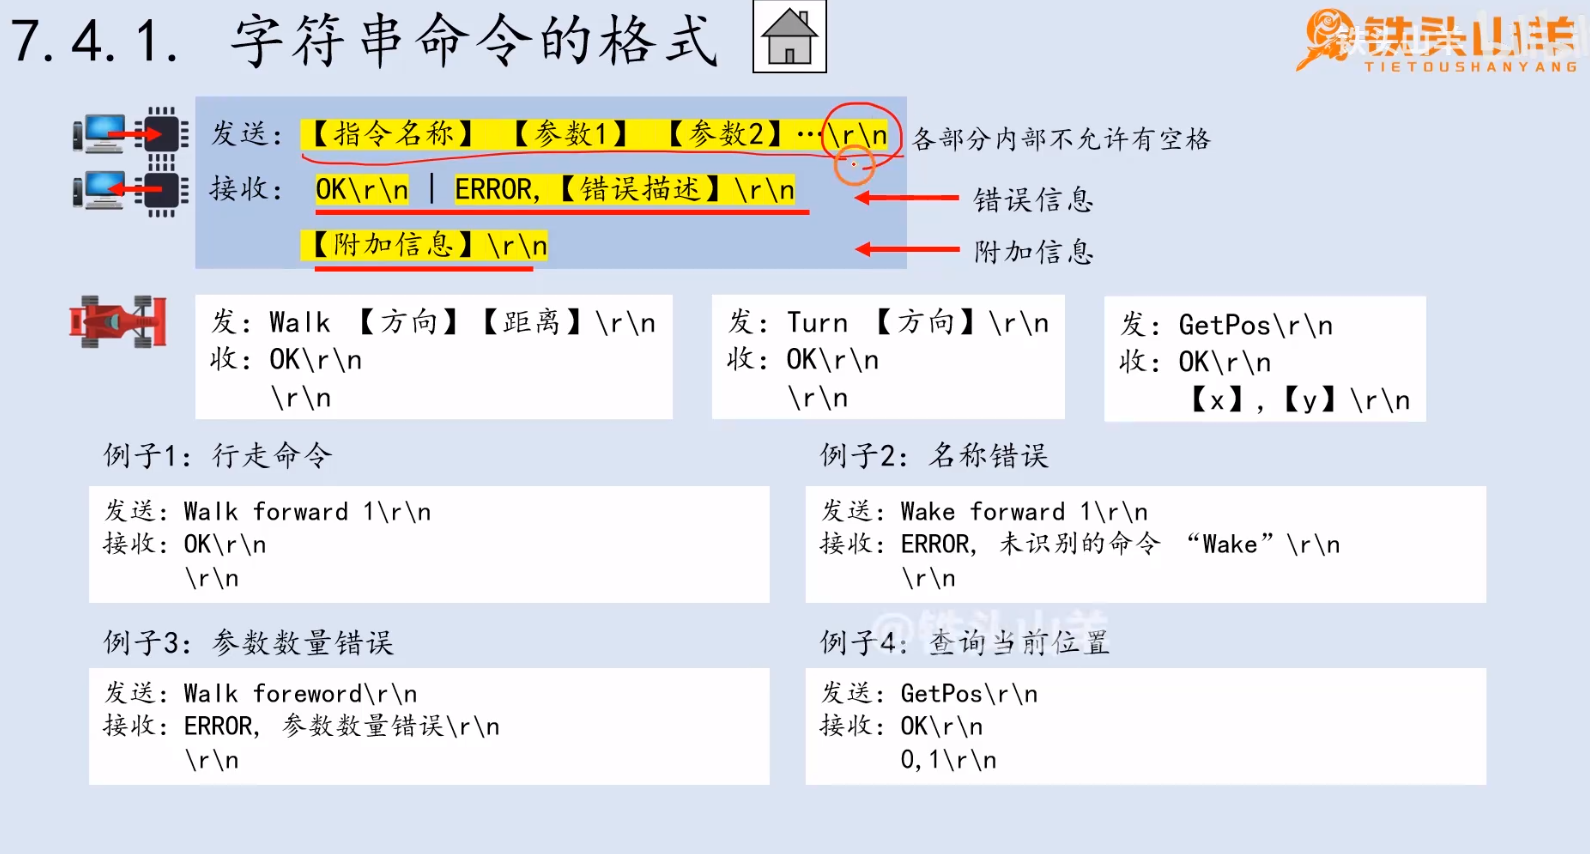 7.4.1. 字符串命令的格式
铁头山羊
TIETOUSHANYANG
发送：【指令名称】 【参数1】 【参数2】…\r\n 各部分内部不允许有空格
接收： OK\r\n | ERROR,【错误描述】\r\n 错误信息
【附加信息】\r\n 附加信息
发：Walk 【方向】【距离】\r\n
收：OK\r\n
\r\n
发：Turn 【方向】\r\n
收：OK\r\n
\r\n
发：GetPos\r\n
收：OK\r\n
【x】,【y】\r\n
例子1：行走命令
发送：Walk forward 1\r\n
接收：OK\r\n
\r\n
例子2：名称错误
发送：Wake forward 1\r\n
接收：ERROR, 未识别的命令 “Wake”\r\n
\r\n
例子3：参数数量错误
发送：Walk foreword\r\n
接收：ERROR, 参数数量错误\r\n
\r\n
@铁头山羊
例子4：查询当前位置
发送：GetPos\r\n
接收：OK\r\n
0,1\r\n